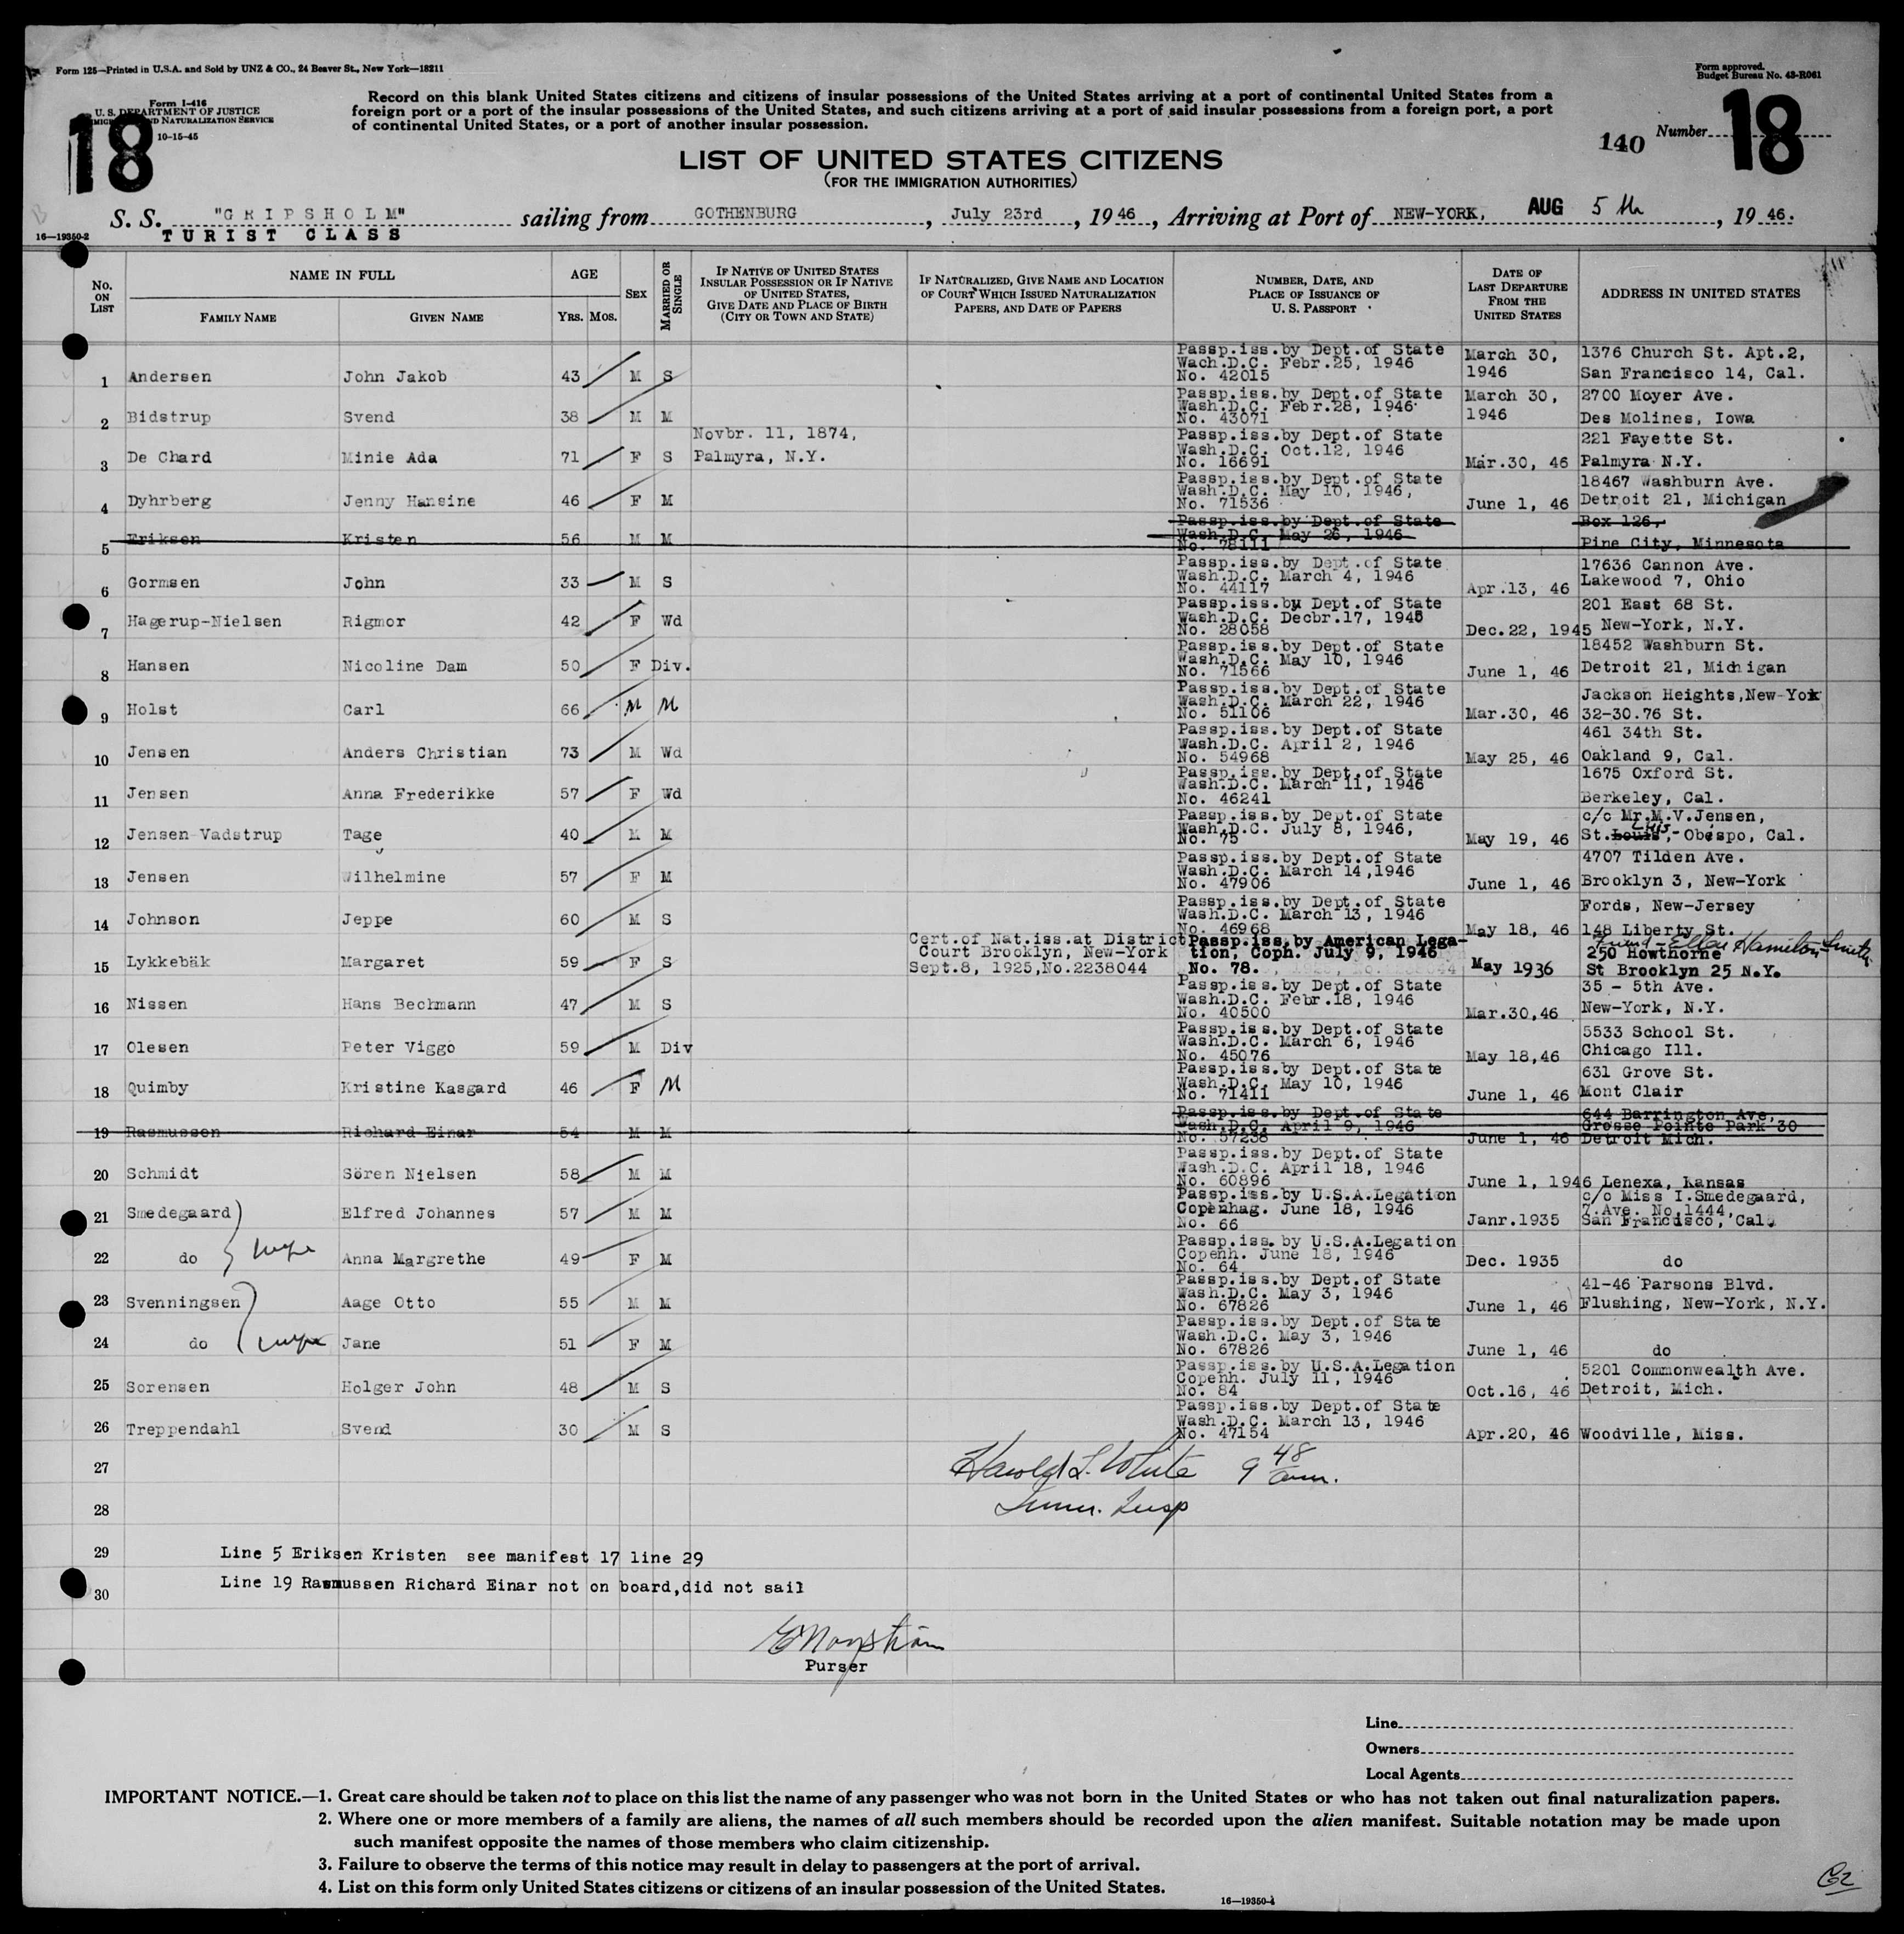 Form 125—Printed in U.S.A. and Sold by UNZ & CO., 24 Beaver St., New York—18211
Form approved.
Budget Bureau No. 43-R061
Form I-416
U. S. DEPARTMENT OF JUSTICE
IMMIGRATION AND NATURALIZATION SERVICE
10-15-45
18
Record on this blank United States citizens and citizens of insular possessions of the United States arriving at a port of continental United States from a
foreign port or a port of the insular possessions of the United States, and such citizens arriving at a port of said insular possessions from a foreign port, a port
of continental United States, or a port of another insular possession.
140 Number 18
LIST OF UNITED STATES CITIZENS
(FOR THE IMMIGRATION AUTHORITIES)
S. S. "GRIPSHOLM" sailing from GOTHENBURG, July 23rd, 1946, Arriving at Port of NEW-YORK, AUG 5th, 1946.
16—19350-2
TURIST CLASS
No. ON LIST
NAME IN FULL
FAMILY NAME
GIVEN NAME
AGE
YRS. MOS.
SEX
MARRIED OR SINGLE
IF NATIVE OF UNITED STATES INSULAR POSSESSION OR IF NATIVE OF UNITED STATES, GIVE DATE AND PLACE OF BIRTH (CITY OR TOWN AND STATE)
IF NATURALIZED, GIVE NAME AND LOCATION OF COURT WHICH ISSUED NATURALIZATION PAPERS, AND DATE OF PAPERS
NUMBER, DATE, AND PLACE OF ISSUANCE OF U. S. PASSPORT
DATE OF LAST DEPARTURE FROM THE UNITED STATES
ADDRESS IN UNITED STATES
1 Andersen John Jakob 43 M S Passp.iss.by Dept.of State Wach.D.C. Febr.25, 1946 No. 42015 March 30, 1946 1376 Church St. Apt.2, San Francisco 14, Cal.
2 Bidstrup Svend 38 M M Passp.iss.by Dept.of State Wash.D.C. Febr.28, 1946 No. 43071 March 30, 1946 2700 Moyer Ave. Des Molines, Iowa
3 De Chard Minie Ada 71 F S Novbr. 11, 1874, Palmyra, N.Y. Passp.iss.by Dept.of State Wash.D.C. Oct.12, 1946 No. 16691 Mar.30, 46 221 Fayette St. Palmyra N.Y.
4 Dyhrberg Jenny Hansine 46 F M Passp.iss.by Dept.of State Wash.D.C. May 10, 1946, No. 71536 June 1, 46 18467 Washburn Ave. Detroit 21, Michigan
5 Eriksen Kristen 56 M M Passp.iss.by Dept.of State Wash.D.C. May 26, 1946 No. 78111 Box 126, Pine City, Minnesota
6 Gormsen John 33 M S Passp.iss.by Dept.of State Wash.D.C. March 4, 1946 No. 44117 Apr.13, 46 17636 Cannon Ave. Lakewood 7, Ohio
7 Hagerup-Nielsen Rigmor 42 F Wd Passp.iss.by Dept.of State Wash.D.C. Decbr.17, 1945 No. 28058 Dec.22, 1945 201 East 68 St. New-York, N.Y.
8 Hansen Nicoline Dam 50 F Div. Passp.iss.by Dept.of State Wash.D.C. May 10, 1946 No. 71566 June 1, 46 18452 Washburn St. Detroit 21, Michigan
9 Holst Carl 66 M M Passp.iss.by Dept.of State Wash.D.C. March 22, 1946 No. 51106 Mar.30, 46 Jackson Heights,New-Yok 32-30.76 St.
10 Jensen Anders Christian 73 M Wd Passp.iss.by Dept.of State Wash.D.C. April 2, 1946 No. 54968 May 25, 46 461 34th St. Oakland 9, Cal.
11 Jensen Anna Frederikke 57 F Wd Passp.iss.by Dept.of State Wash.D.C. March 11, 1946 No. 46241 1675 Oxford St. Berkeley, Cal.
12 Jensen-Vadstrup Tage 40 M M Passp.iss.by Dept.of State Wash.D.C. July 8, 1946, No. 75 May 19, 46 c/o Mr.M.V.Jensen, St.Louis Luis-Obispo, Cal.
13 Jensen Wilhelmine 57 F M Passp.iss.by Dept.of State Wash.D.C. March 14,1946 No. 47906 June 1, 46 4707 Tilden Ave. Brooklyn 3, New-York
14 Johnson Jeppe 60 M S Passp.iss.by Dept.of State Wash.D.C. March 13, 1946 No. 46968 May 18, 46 Fords, New-Jersey 148 Liberty St.
15 Lykkebäk Margaret 59 F S Cert.of Nat.iss.at District Court Brooklyn, New-York Sept.8, 1925,No.2238044 Passp.iss.by American Legation, Coph. July 9, 1946 No. 78. May 1936 Friend - Ellen Hamilton-Smith 250 Howthorne St Brooklyn 25 N.Y.
16 Nissen Hans Bechmann 47 M S Passp.iss.by Dept.of State Wash.D.C. Febr.18, 1946 No. 40500 Mar.30,46 35 - 5th Ave. New-York, N.Y.
17 Olesen Peter Viggo 59 M Div Passp.iss.by Dept.of State Wash.D.C. March 6, 1946 No. 45076 May 18,46 5533 School St. Chicago Ill.
18 Quimby Kristine Kasgard 46 F M Passp.iss.by Dept.of State Wash.D.C. May 10, 1946 No. 71411 June 1, 46 631 Grove St. Mont Clair
19 Rasmussen Richard Einar 54 M M Passp.iss.by Dept.of State Wash.D.C. April 9, 1946 No. 57238 June 1, 46 644 Barrington Ave, Grosse Pointe Park 30 Detroit Mich.
20 Schmidt Sören Nielsen 58 M M Passp.iss.by Dept.of State Wash.D.C. April 18, 1946 No. 60896 June 1, 1946 Lenexa, Kansas
21 Smedegaard Elfred Johannes 57 M M Passp.iss.by U.S.A.Legation Copenhag. June 18, 1946 No. 66 Janr.1935 c/o Miss I.Smedegaard, 7.Ave. No.1444, San Francisco, Cal.
22 do wife Anna Margrethe 49 F M Passp.iss. by U.S.A.Legation Copenh. June 18, 1946 No. 64 Dec. 1935 do
23 Svenningsen Aage Otto 55 M M Passp.iss.by Dept.of State Wash.D.C. May 3, 1946 No. 67826 June 1, 46 41-46 Parsons Blvd. Flushing, New-York, N.Y.
24 do wife Jane 51 F M Passp.iss.by Dept.of State Wash.D.C. May 3, 1946 No. 67826 June 1, 46 do
25 Sorensen Holger John 48 M S Passp.iss.by U.S.A.Legation Copenh. July 11, 1946 No. 84 Oct.16, 46 5201 Commonwealth Ave. Detroit, Mich.
26 Treppendahl Svend 30 M S Passp.iss.by Dept.of State Wash.D.C. March 13, 1946 No. 47154 Apr.20, 46 Woodville, Miss.
27 Harold L. White 9 48 am.
28 Imm. Insp
29 Line 5 Eriksen Kristen see manifest 17 line 29
30 Line 19 Rasmussen Richard Einar not on board,did not sail
Purser
Line
Owners
Local Agents
IMPORTANT NOTICE.—1. Great care should be taken not to place on this list the name of any passenger who was not born in the United States or who has not taken out final naturalization papers.
2. Where one or more members of a family are aliens, the names of all such members should be recorded upon the alien manifest. Suitable notation may be made upon
such manifest opposite the names of those members who claim citizenship.
3. Failure to observe the terms of this notice may result in delay to passengers at the port of arrival.
4. List on this form only United States citizens or citizens of an insular possession of the United States.
16—19350-4